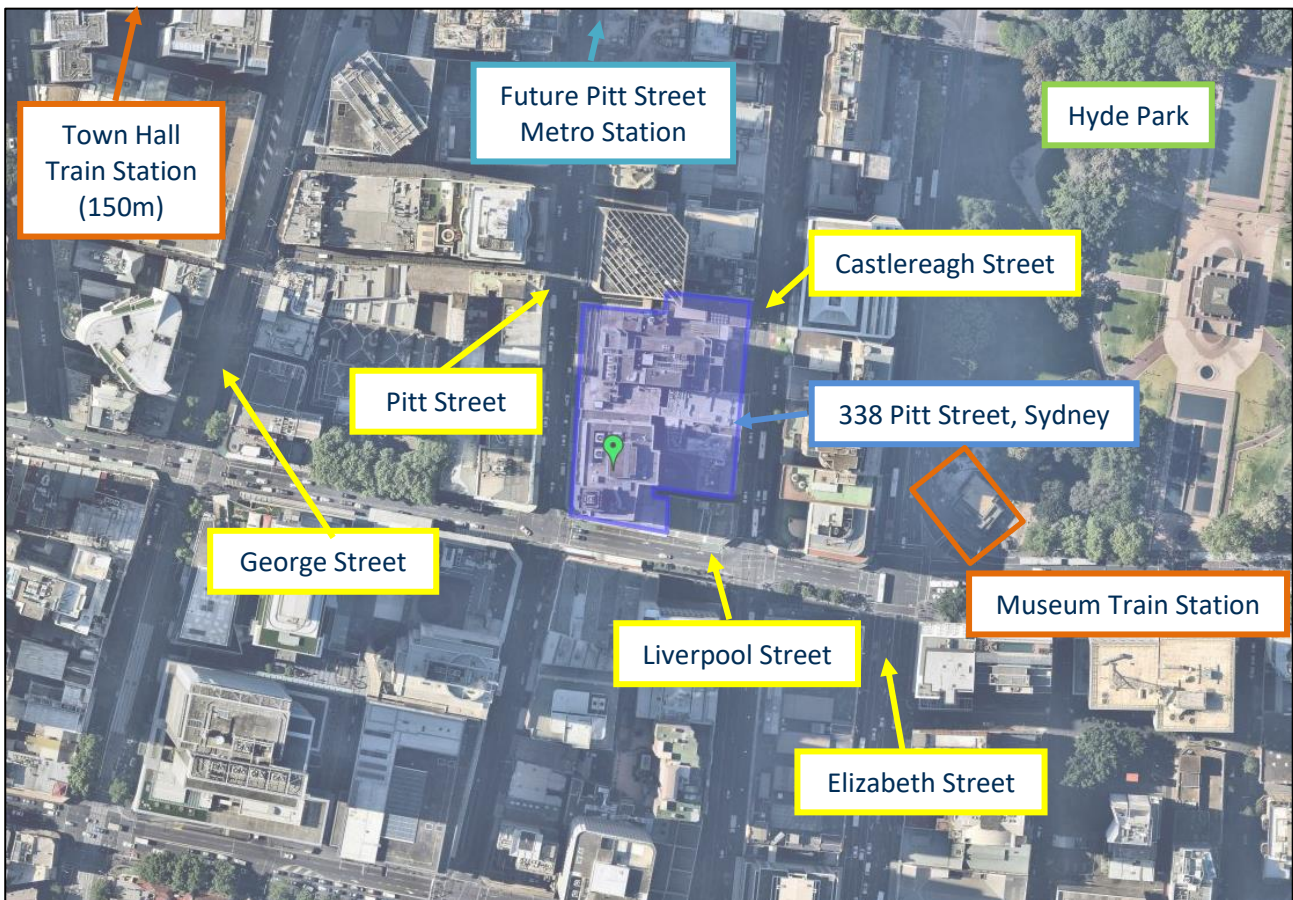 Town Hall
Train Station
(150m)
Future Pitt Street
Metro Station
Hyde Park
Castlereagh Street
Pitt Street
338 Pitt Street, Sydney
George Street
Museum Train Station
Liverpool Street
Elizabeth Street